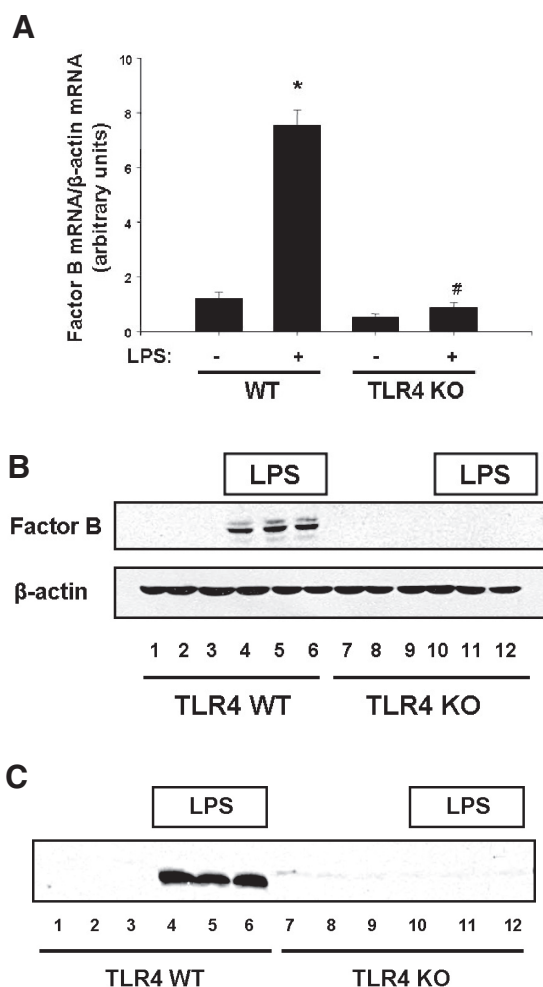 A
Factor B mRNA/β-actin mRNA
(arbitrary units)
10
8
6
4
2
0
*
#
LPS: - + - +
WT TLR4 KO
B
LPS LPS
Factor B
β-actin
1 2 3 4 5 6 7 8 9 10 11 12
TLR4 WT TLR4 KO
C
LPS LPS
1 2 3 4 5 6 7 8 9 10 11 12
TLR4 WT TLR4 KO